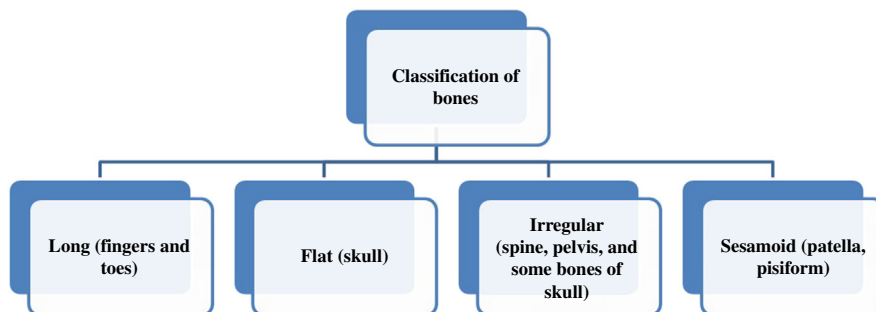 Classification of
bones
Long (fingers and
toes)
Flat (skull)
Irregular
(spine, pelvis, and
some bones of
skull)
Sesamoid (patella,
pisiform)